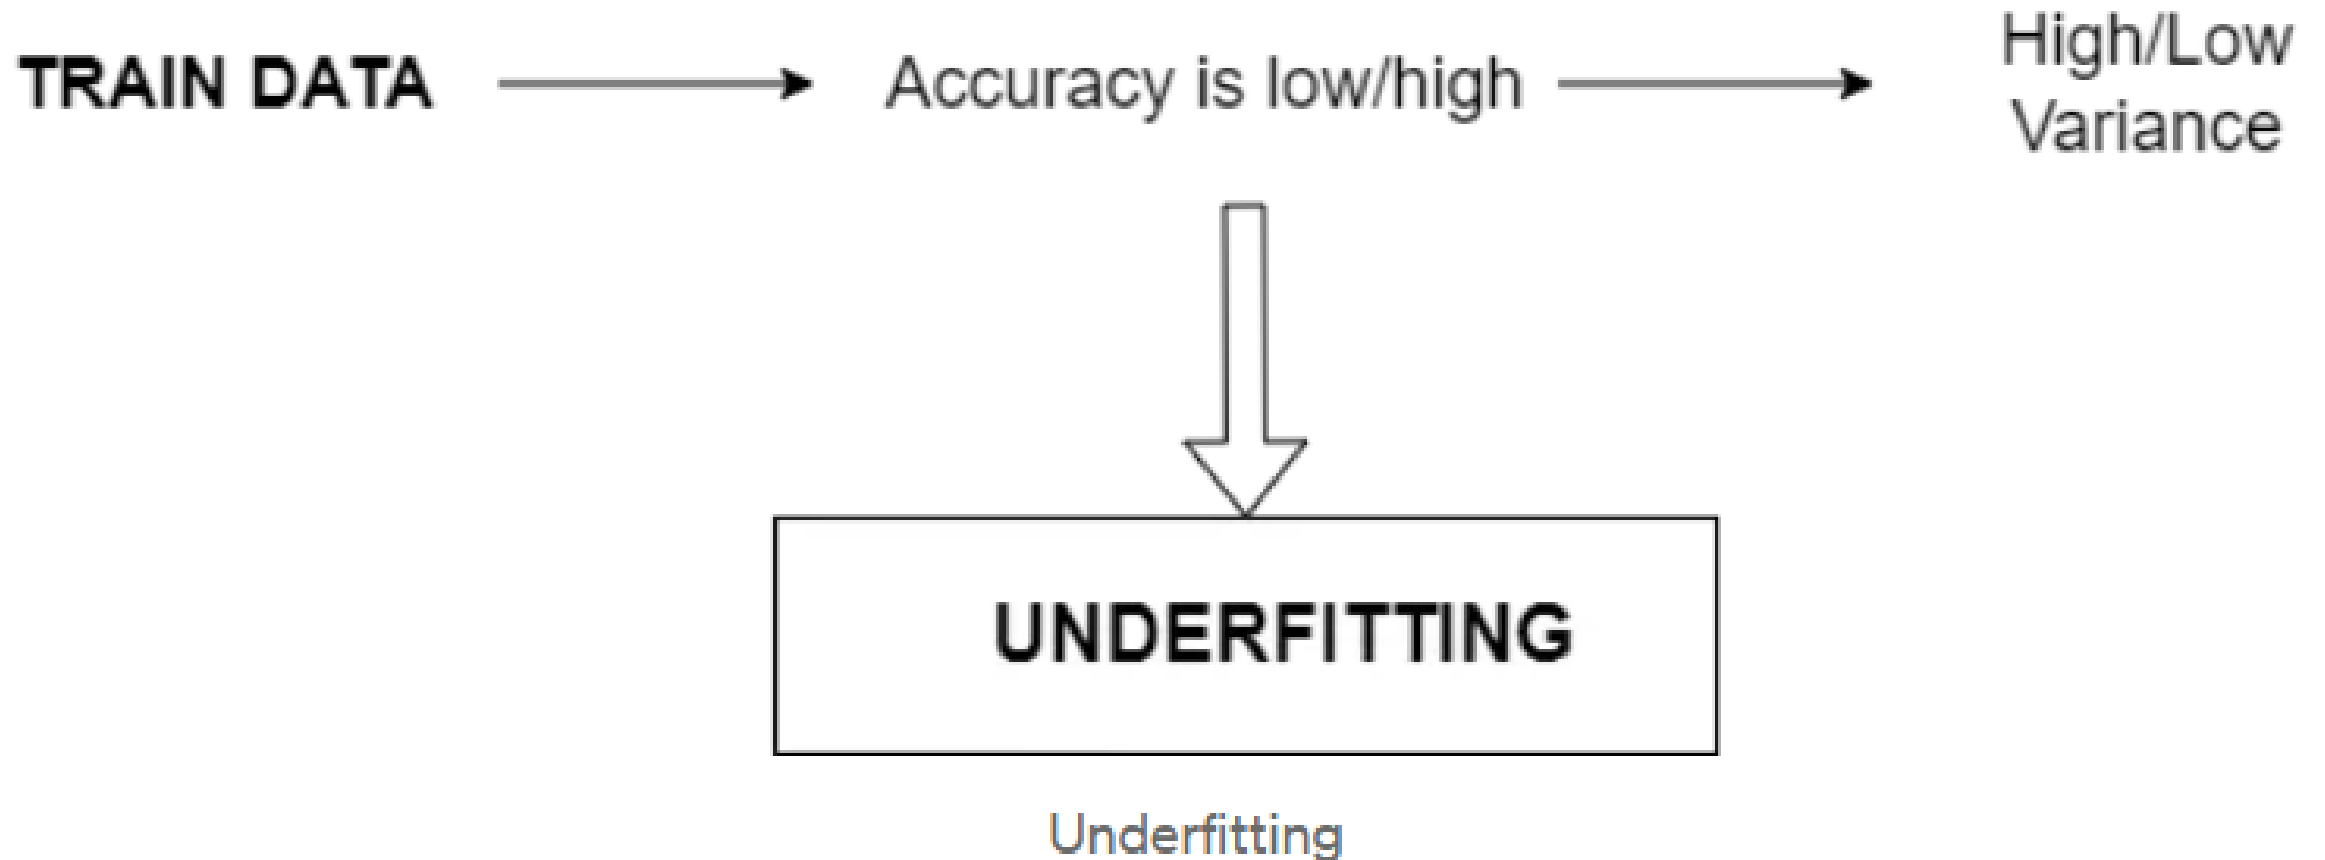 TRAIN DATA
Accuracy is low/high
High/Low
Variance
UNDERFITTING
Underfitting